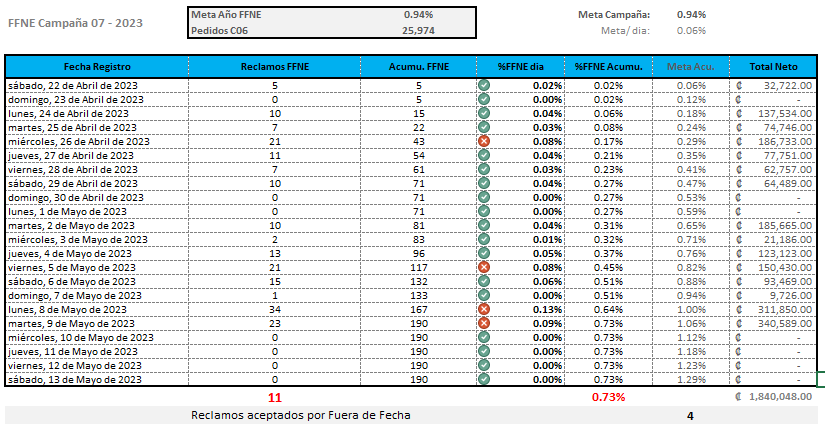 FFNE Campaña 07 - 2023
Meta Año FFNE 0.94% Meta Campaña: 0.94%
Pedidos C06 25,974 Meta/ dia: 0.06%
Fecha Registro Reclamos FFNE Acumu. FFNE %FFNE dia %FFNE Acumu. Meta Acu. Total Neto
sábado, 22 de Abril de 2023 5 5 0.02% 0.02% 0.06% ₡ 32,722.00
domingo, 23 de Abril de 2023 0 5 0.00% 0.02% 0.12% ₡ -
lunes, 24 de Abril de 2023 10 15 0.04% 0.06% 0.18% ₡ 137,534.00
martes, 25 de Abril de 2023 7 22 0.03% 0.08% 0.24% ₡ 74,746.00
miércoles, 26 de Abril de 2023 21 43 0.08% 0.17% 0.29% ₡ 186,733.00
jueves, 27 de Abril de 2023 11 54 0.04% 0.21% 0.35% ₡ 77,751.00
viernes, 28 de Abril de 2023 7 61 0.03% 0.23% 0.41% ₡ 62,757.00
sábado, 29 de Abril de 2023 10 71 0.04% 0.27% 0.47% ₡ 64,489.00
domingo, 30 de Abril de 2023 0 71 0.00% 0.27% 0.53% ₡ -
lunes, 1 de Mayo de 2023 0 71 0.00% 0.27% 0.59% ₡ -
martes, 2 de Mayo de 2023 10 81 0.04% 0.31% 0.65% ₡ 185,665.00
miércoles, 3 de Mayo de 2023 2 83 0.01% 0.32% 0.71% ₡ 21,186.00
jueves, 4 de Mayo de 2023 13 96 0.05% 0.37% 0.76% ₡ 123,123.00
viernes, 5 de Mayo de 2023 21 117 0.08% 0.45% 0.82% ₡ 150,430.00
sábado, 6 de Mayo de 2023 15 132 0.06% 0.51% 0.88% ₡ 93,469.00
domingo, 7 de Mayo de 2023 1 133 0.00% 0.51% 0.94% ₡ 9,726.00
lunes, 8 de Mayo de 2023 34 167 0.13% 0.64% 1.00% ₡ 311,850.00
martes, 9 de Mayo de 2023 23 190 0.09% 0.73% 1.06% ₡ 340,589.00
miércoles, 10 de Mayo de 2023 0 190 0.00% 0.73% 1.12% ₡ -
jueves, 11 de Mayo de 2023 0 190 0.00% 0.73% 1.18% ₡ -
viernes, 12 de Mayo de 2023 0 190 0.00% 0.73% 1.23% ₡ -
sábado, 13 de Mayo de 2023 0 190 0.00% 0.73% 1.29% ₡ -
11 0.73% ₡ 1,840,048.00
Reclamos aceptados por Fuera de Fecha 4